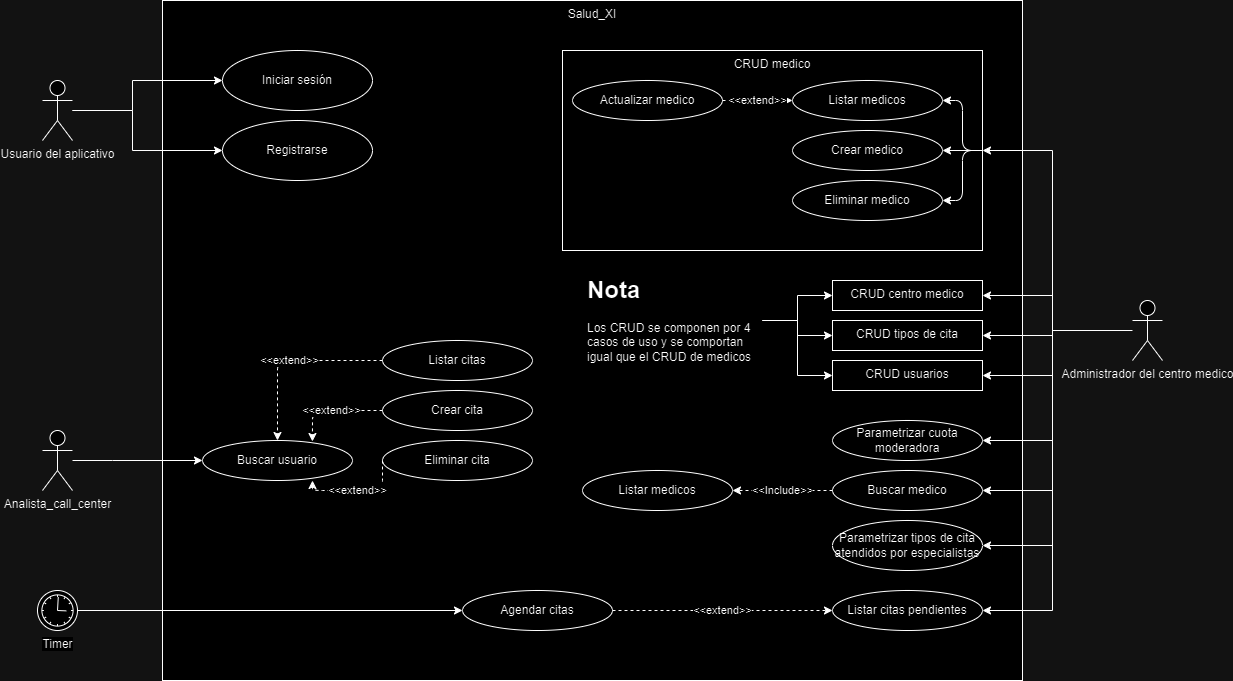 Salud_XI
Iniciar sesión
Registrarse
Usuario del aplicativo
CRUD medico
Actualizar medico
<<extend>>
Listar medicos
Crear medico
Eliminar medico
Nota
Los CRUD se componen por 4
casos de uso y se comportan
igual que el CRUD de medicos
CRUD centro medico
CRUD tipos de cita
CRUD usuarios
Administrador del centro medico
<<extend>>
Listar citas
<<extend>>
Crear cita
Buscar usuario
Eliminar cita
<<extend>>
Analista_call_center
Parametrizar cuota
moderadora
Listar medicos
<<Include>>
Buscar medico
Parametrizar tipos de cita
atendidos por especialistas
Timer
Agendar citas
<<extend>>
Listar citas pendientes